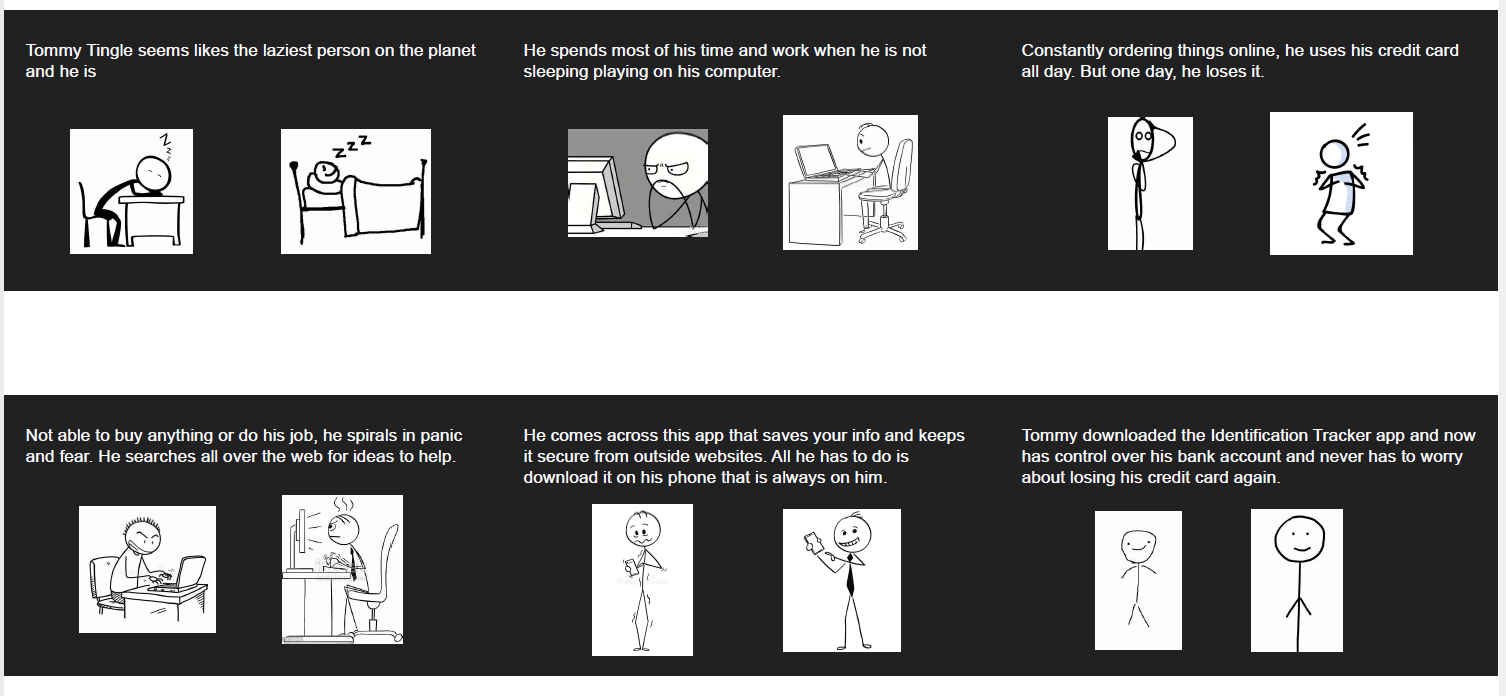 Tommy Tingle seems likes the laziest person on the planet
and he is
z
z
z
z
z z z
He spends most of his time and work when he is not
sleeping playing on his computer.
Constantly ordering things online, he uses his credit card
all day. But one day, he loses it.
Not able to buy anything or do his job, he spirals in panic
and fear. He searches all over the web for ideas to help.
He comes across this app that saves your info and keeps
it secure from outside websites. All he has to do is
download it on his phone that is always on him.
Tommy downloaded the Identification Tracker app and now
has control over his bank account and never has to worry
about losing his credit card again.